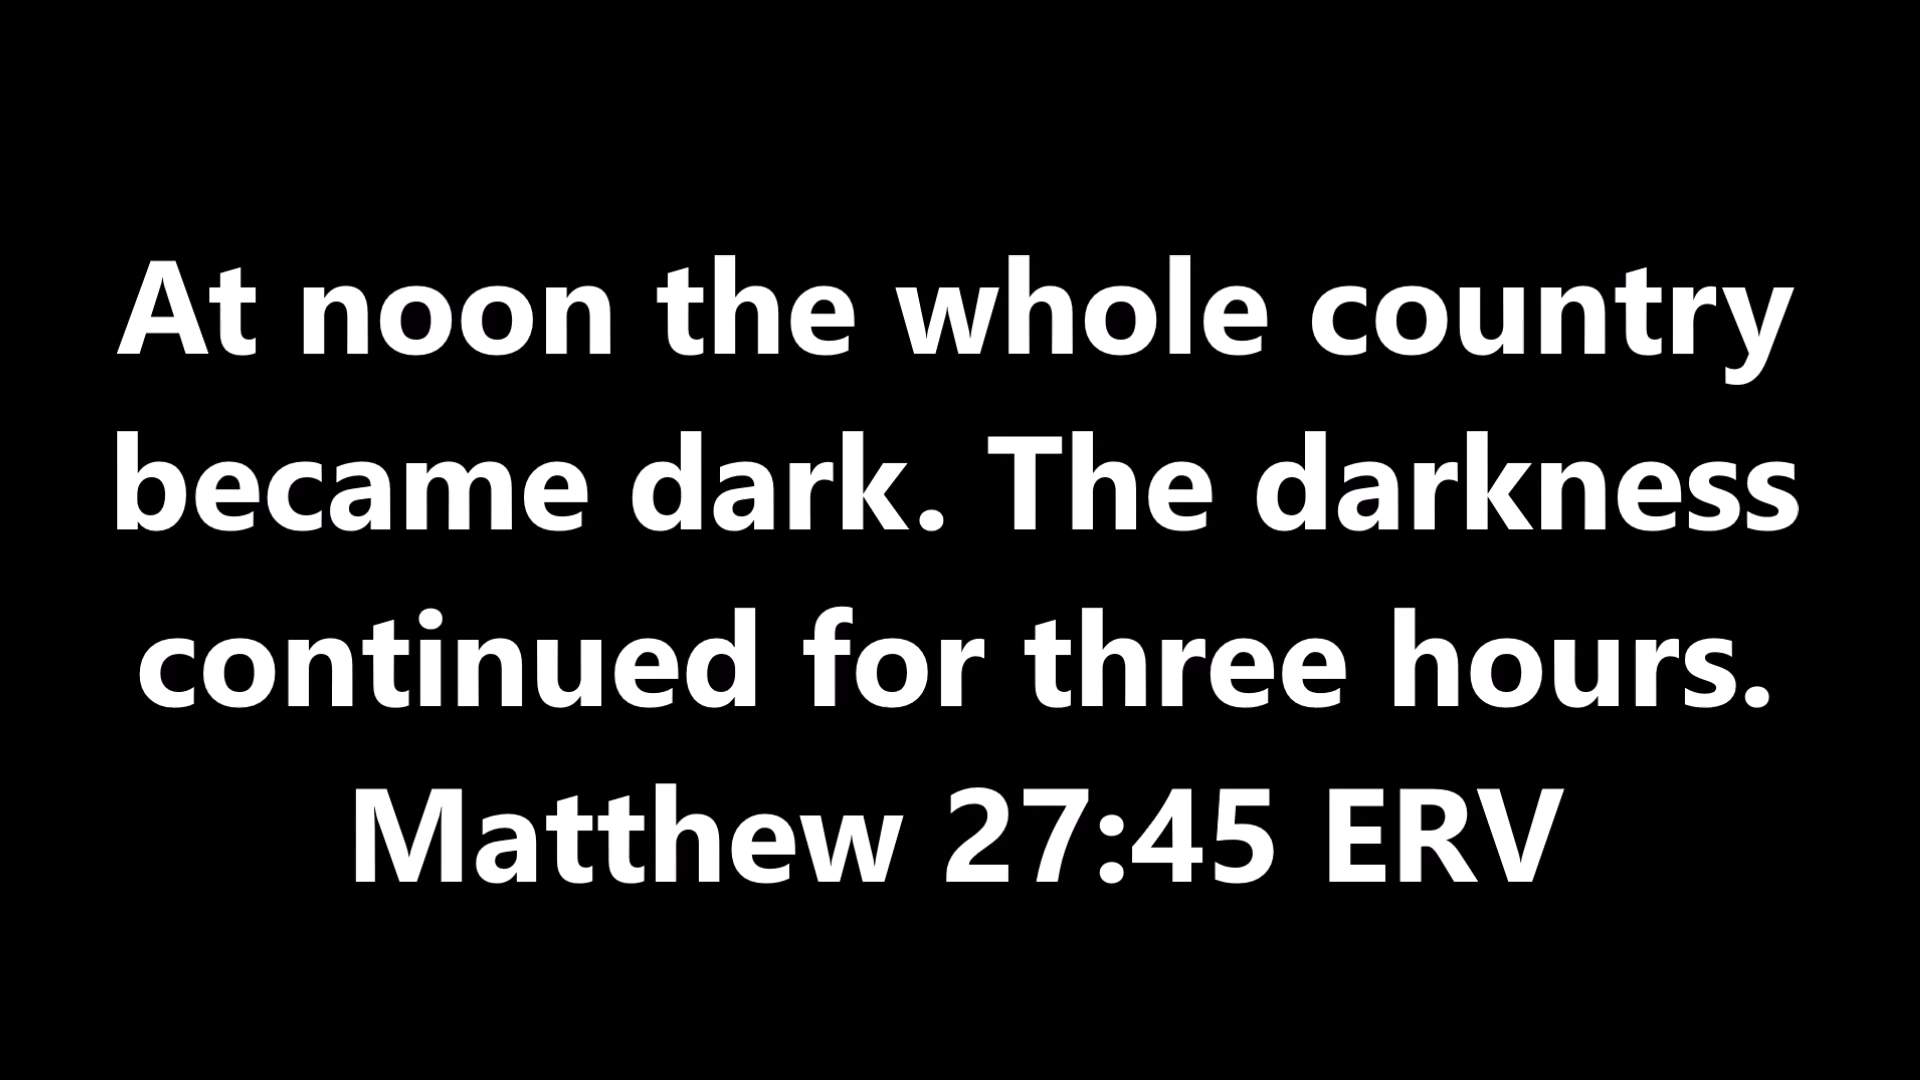 At noon the whole country
became dark. The darkness
continued for three hours.
Matthew 27:45 ERV